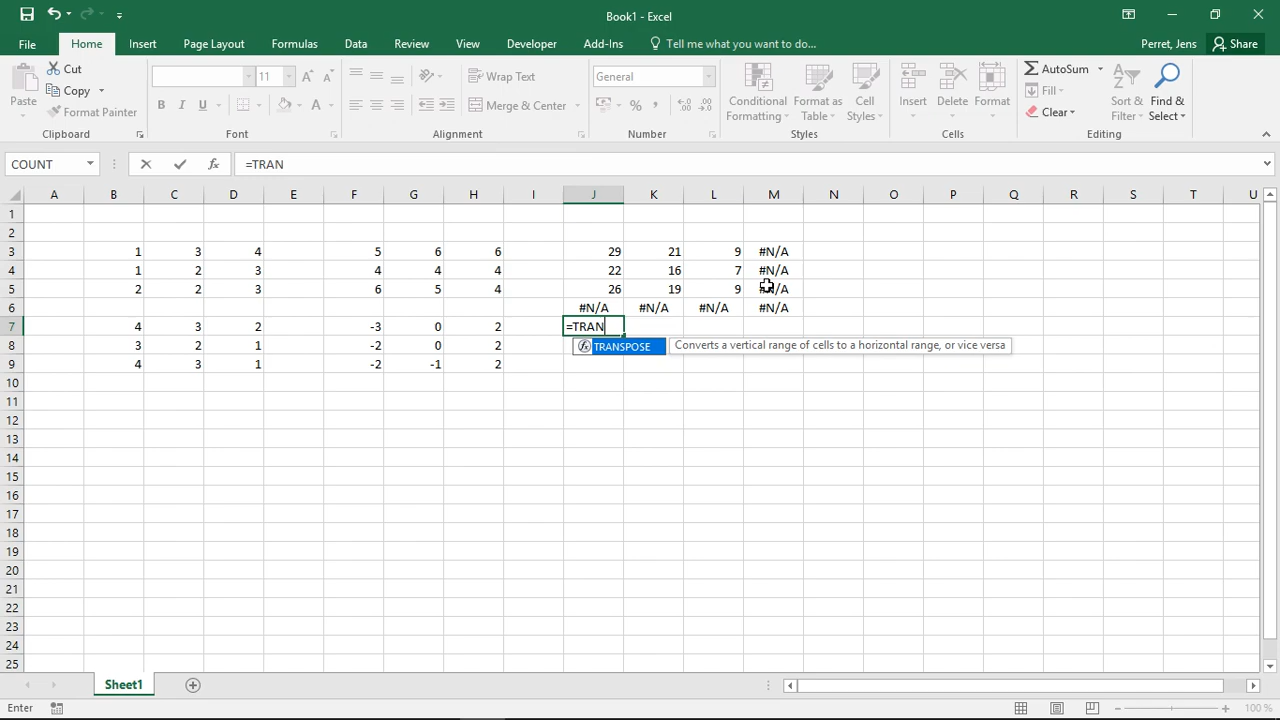 Book1 - Excel
File Home Insert Page Layout Formulas Data Review View Developer Add-Ins Tell me what you want to do... Perret, Jens Share
Paste Cut Copy Format Painter Clipboard
11 B I U A A A Font
Wrap Text Merge & Center Alignment
General % , Number
Conditional Formatting Format as Table Cell Styles Styles
Insert Delete Format Cells
AutoSum Fill Clear Sort & Filter Find & Select Editing
COUNT fx =TRAN
A B C D E F G H I J K L M N O P Q R S T U
1
2
3 1 3 4 5 6 6 29 21 9 #N/A
4 1 2 3 4 4 4 22 16 7 #N/A
5 2 2 3 6 5 4 26 19 9 #N/A
6 #N/A #N/A #N/A #N/A
7 4 3 2 -3 0 2 =TRAN
8 3 2 1 -2 0 2 fx TRANSPOSE Converts a vertical range of cells to a horizontal range, or vice versa
9 4 3 1 -2 -1 2
10
11
12
13
14
15
16
17
18
19
20
21
22
23
24
25
Sheet1
Enter 100 %